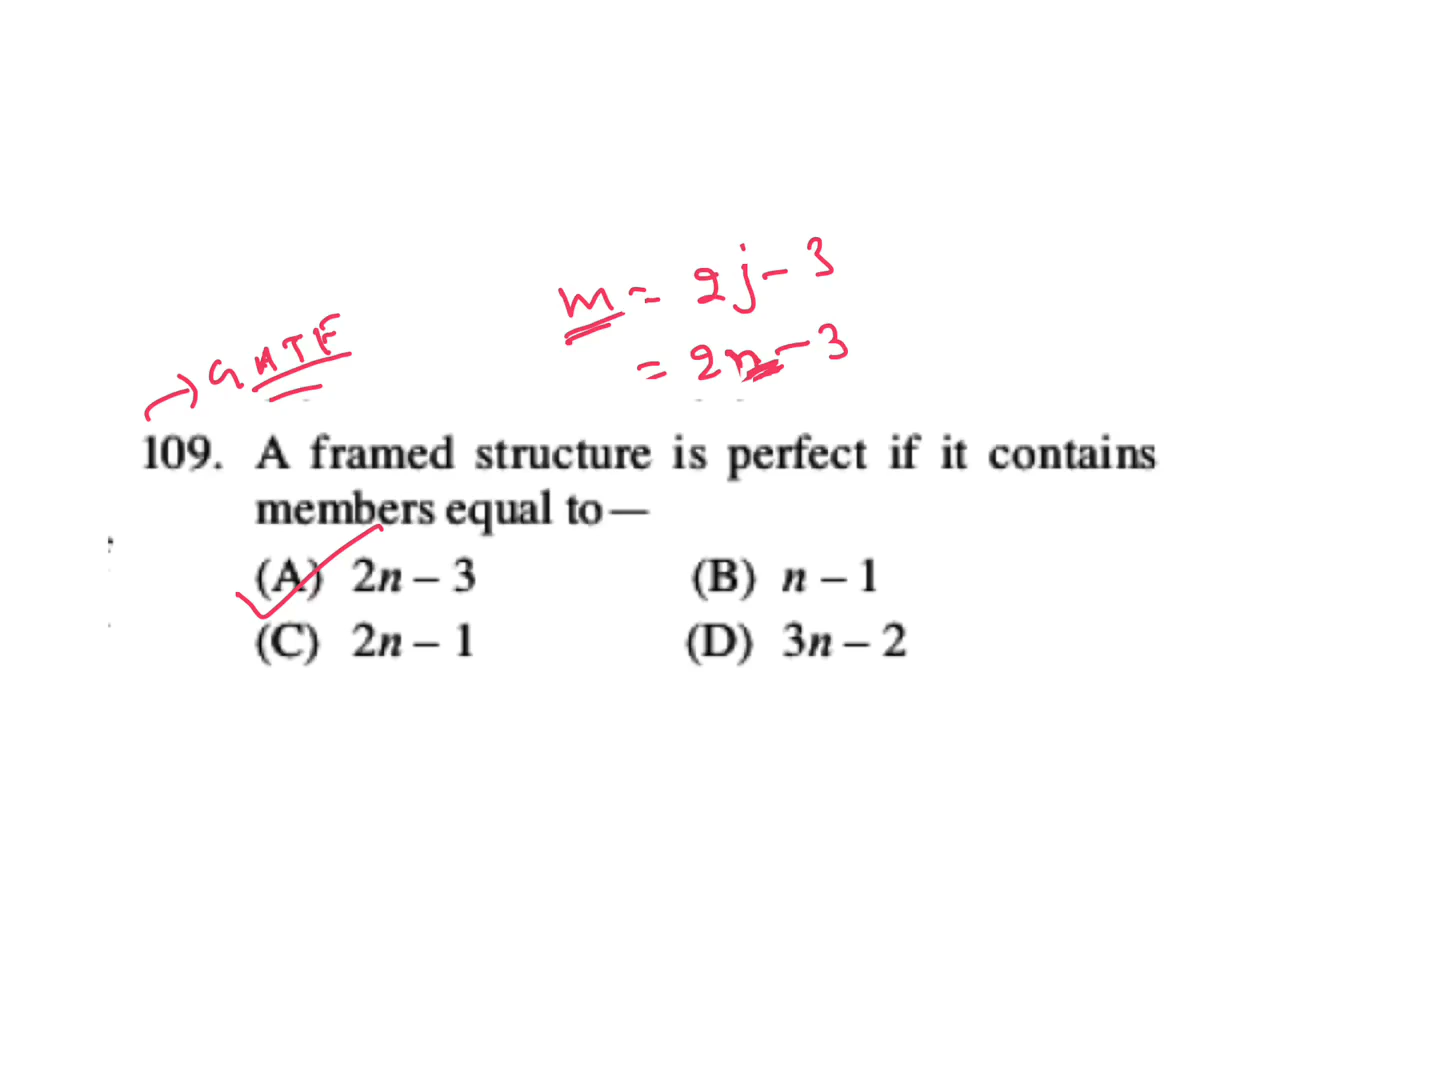 m = 2j - 3
= 2n - 3
→ GATE
109. A framed structure is perfect if it contains
members equal to—
(A) 2n – 3 (B) n – 1
(C) 2n – 1 (D) 3n – 2